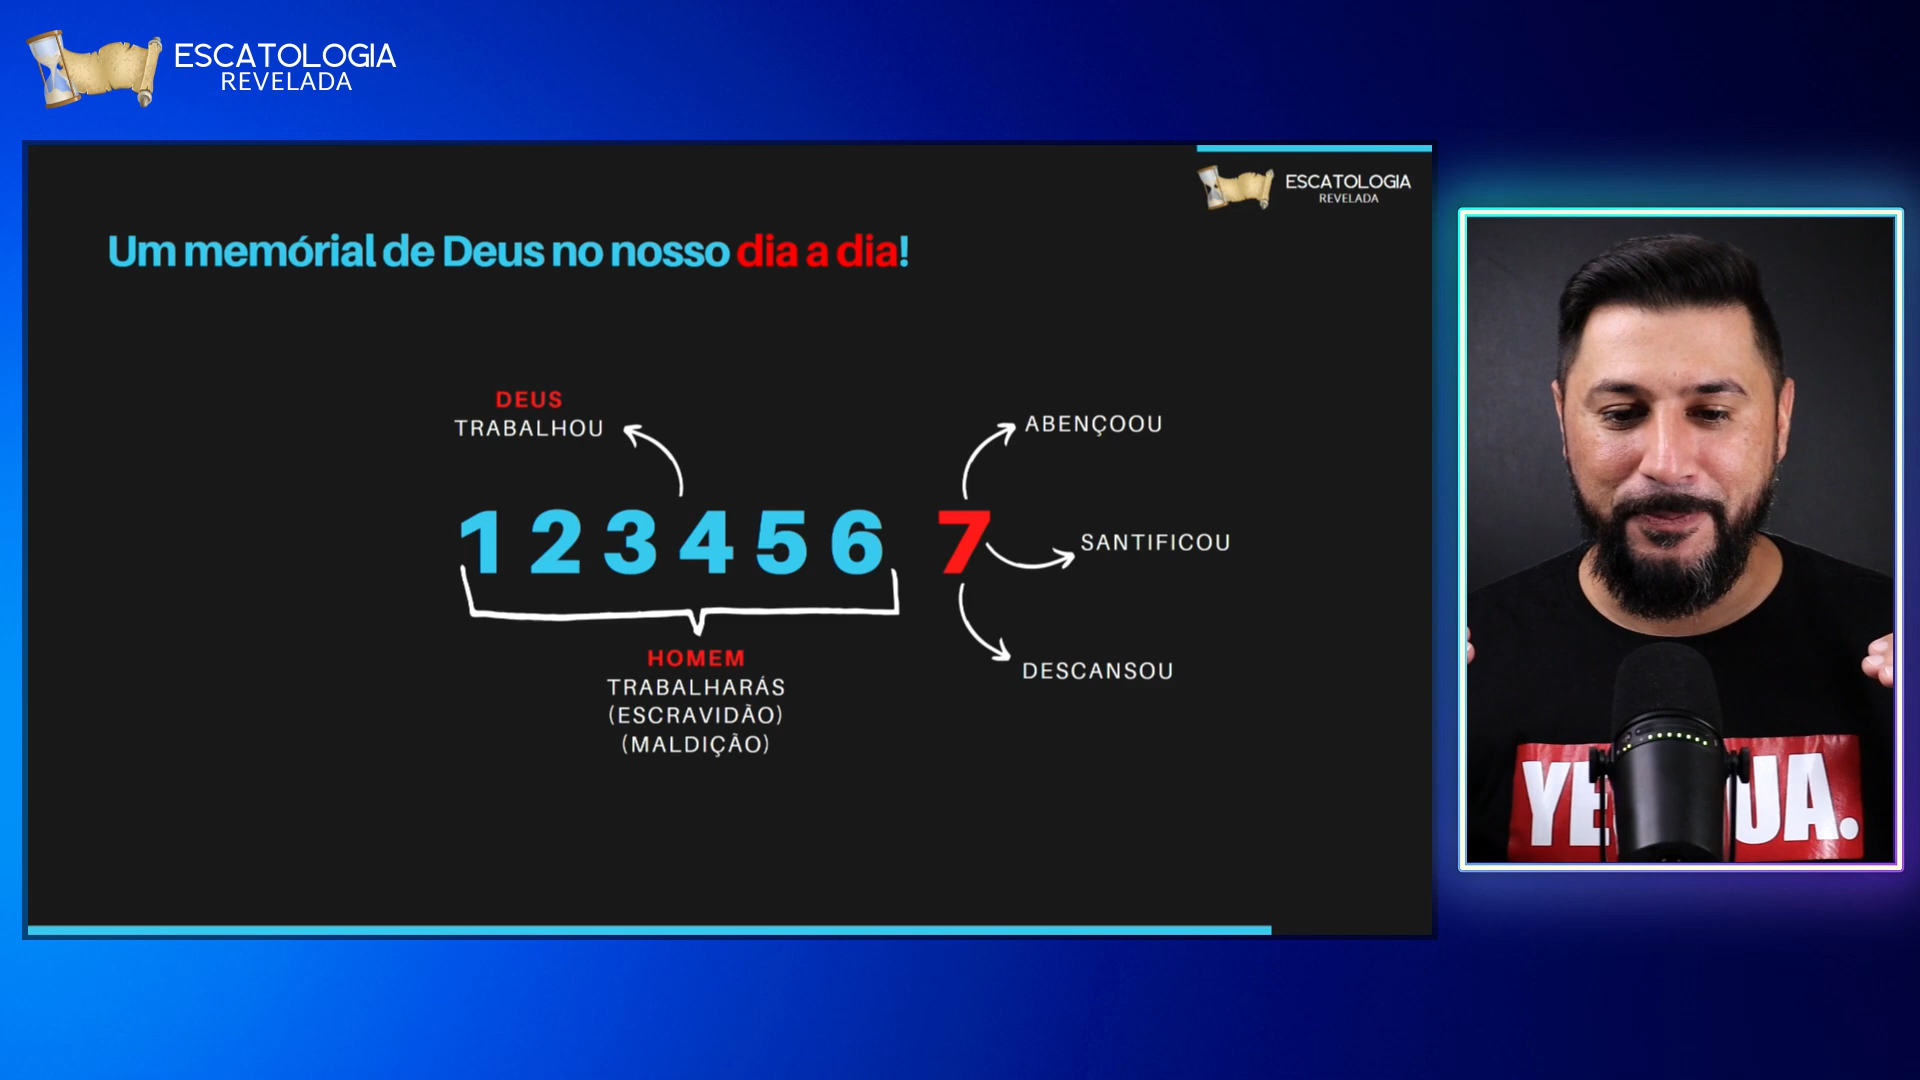 ESCATOLOGIA
REVELADA
ESCATOLOGIA
REVELADA
Um memórial de Deus no nosso dia a dia!
DEUS
TRABALHOU
ABENÇOOU
1 2 3 4 5 6 7
SANTIFICOU
HOMEM
TRABALHARÁS
(ESCRAVIDÃO)
(MALDIÇÃO)
DESCANSOU